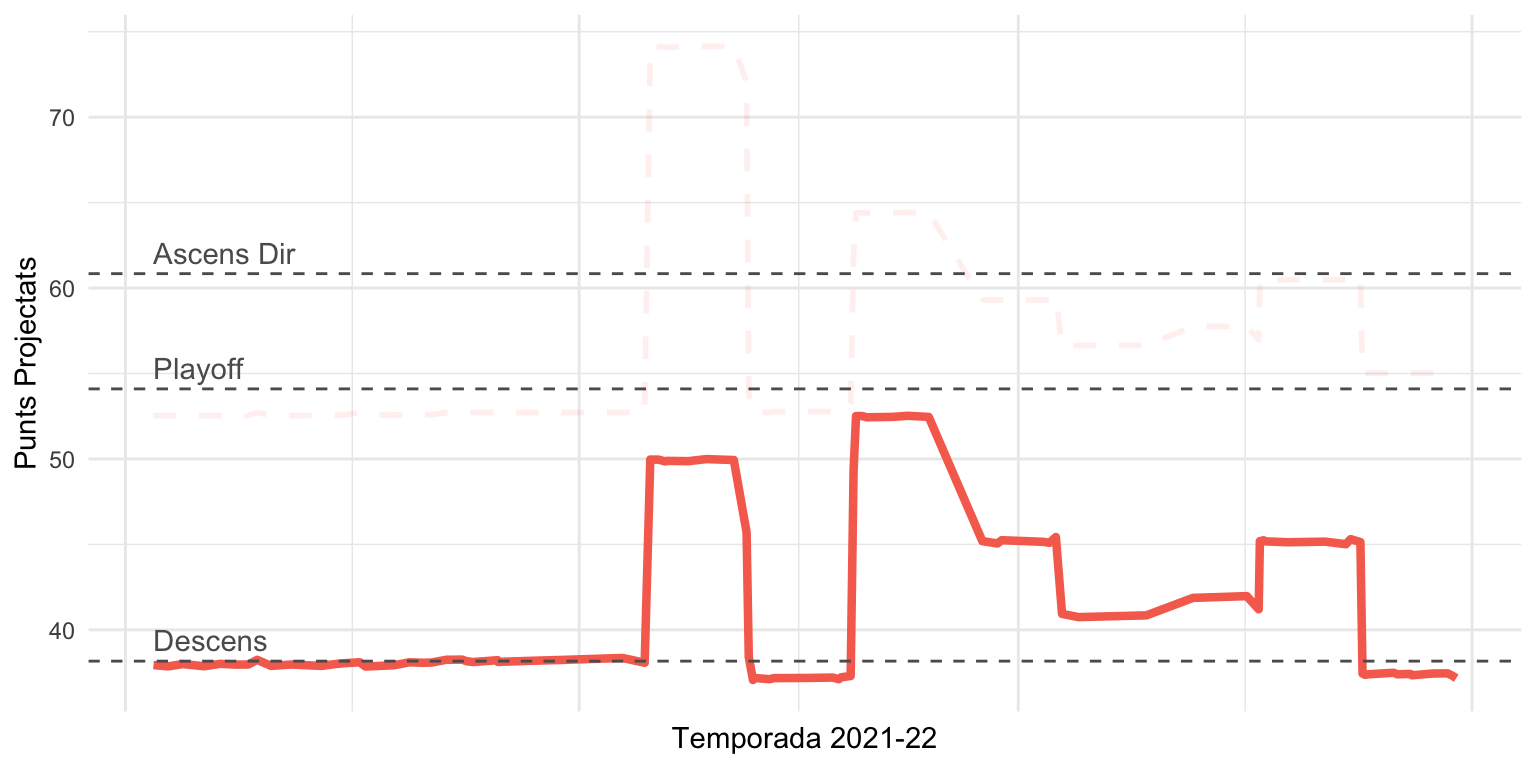 70
Ascens Dir
60
Playoff
50
Descens
40
Punts Projectats
Temporada 2021-22